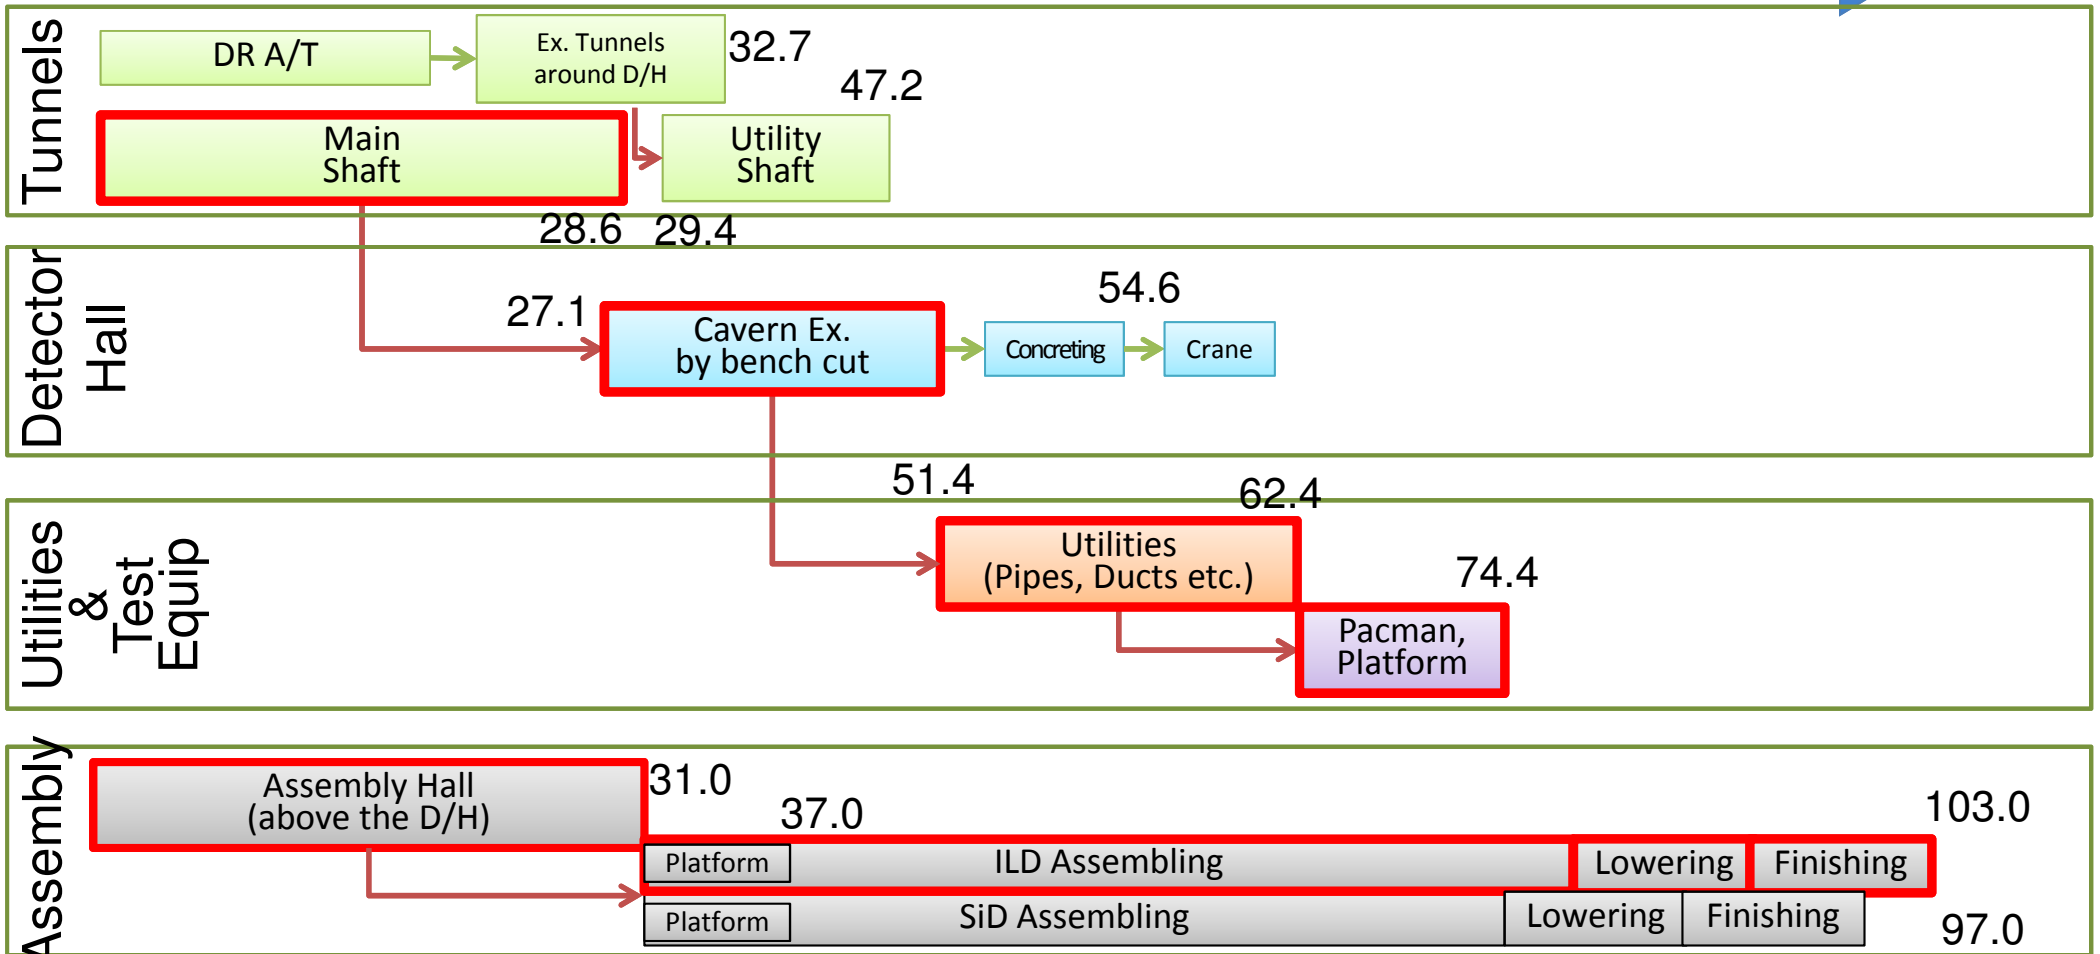 Tunnels
DR A/T
Ex. Tunnels
around D/H
32.7
47.2
Main
Shaft
Utility
Shaft
28.6
29.4
Detector
Hall
27.1
Cavern Ex.
by bench cut
54.6
Concreting
Crane
51.4
62.4
Utilities
&
Test
Equip
Utilities
(Pipes, Ducts etc.)
74.4
Pacman,
Platform
Assembly
Assembly Hall
(above the D/H)
31.0
37.0
103.0
Platform
ILD Assembling
Lowering
Finishing
Platform
SiD Assembling
Lowering
Finishing
97.0